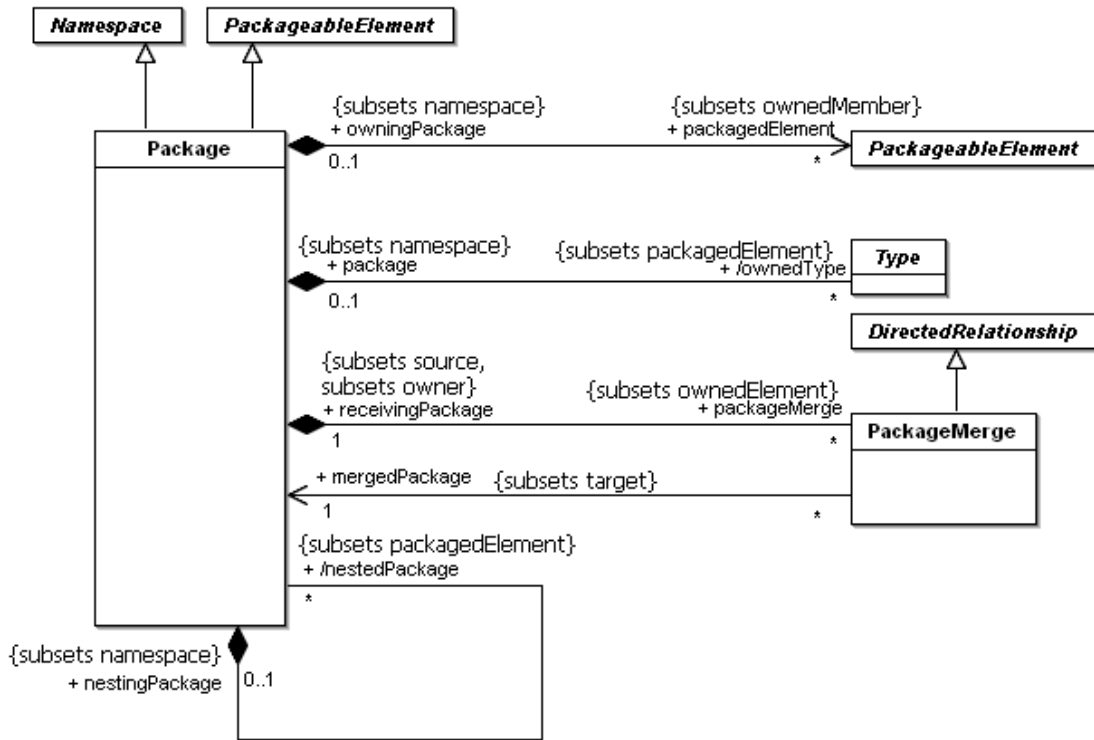 Namespace
PackageableElement
{subsets namespace}
+ owningPackage
0..1
{subsets ownedMember}
+ packagedElement
*
PackageableElement
Package
{subsets namespace}
+ package
0..1
{subsets packagedElement}
+ /ownedType
*
Type
DirectedRelationship
{subsets source,
subsets owner}
+ receivingPackage
1
{subsets ownedElement}
+ packageMerge
*
PackageMerge
+ mergedPackage
{subsets target}
1
*
{subsets packagedElement}
+ /nestedPackage
*
{subsets namespace}
+ nestingPackage
0..1